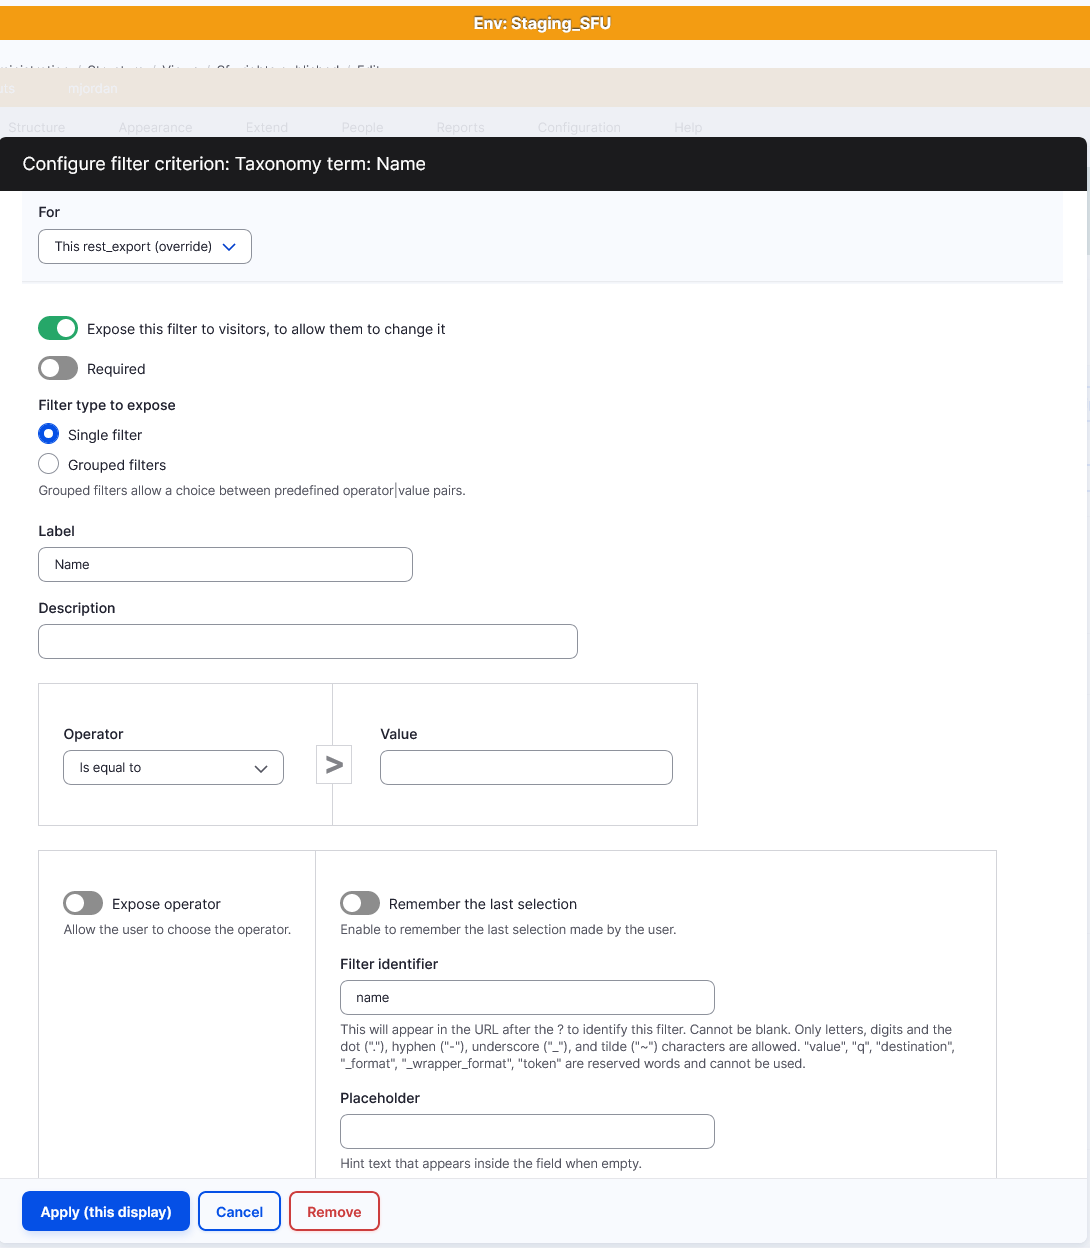 Env: Staging_SFU
mjordan
Structure Appearance Extend People Reports Configuration Help
Configure filter criterion: Taxonomy term: Name
For
This rest_export (override)
Expose this filter to visitors, to allow them to change it
Required
Filter type to expose
Single filter
Grouped filters
Grouped filters allow a choice between predefined operator|value pairs.
Label
Name
Description
Operator
Is equal to
>
Value
Expose operator
Allow the user to choose the operator.
Remember the last selection
Enable to remember the last selection made by the user.
Filter identifier
name
This will appear in the URL after the ? to identify this filter. Cannot be blank. Only letters, digits and the
dot ("."), hyphen ("-"), underscore ("_"), and tilde ("~") characters are allowed. "value", "q", "destination",
"_format", "_wrapper_format", "token" are reserved words and cannot be used.
Placeholder
Hint text that appears inside the field when empty.
Apply (this display) Cancel Remove